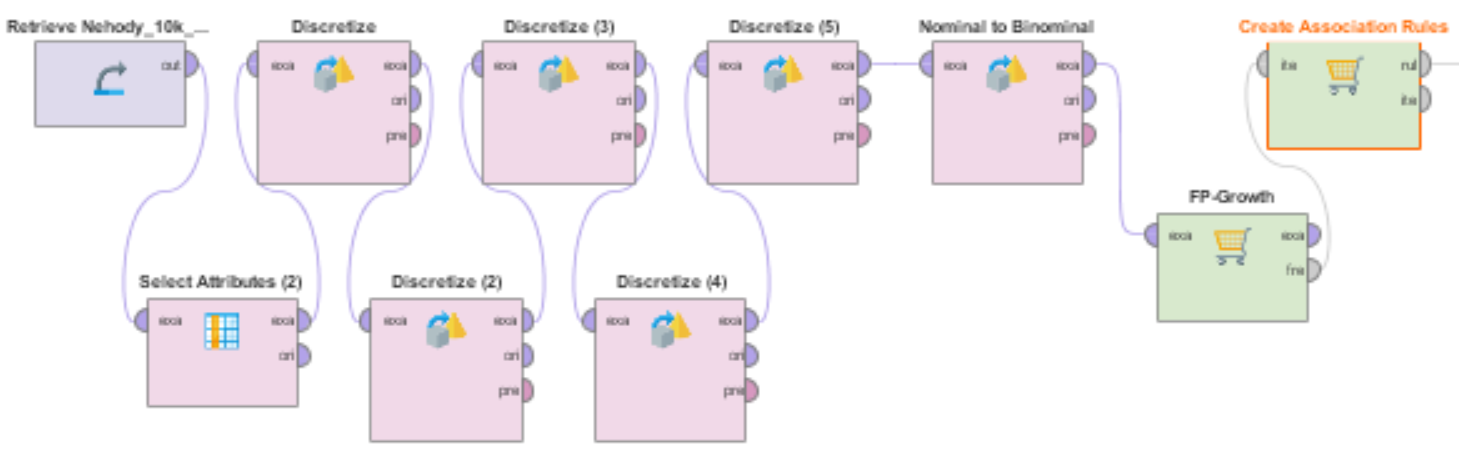 Retrieve Nehody_10k_...
out
Discretize
exa exa
ori
pre
Discretize (3)
exa exa
ori
pre
Discretize (5)
exa exa
ori
pre
Nominal to Binominal
exa exa
ori
pre
Create Association Rules
ite rul
ite
FP-Growth
exa exa
fre
Select Attributes (2)
exa exa
ori
Discretize (2)
exa exa
ori
pre
Discretize (4)
exa exa
ori
pre